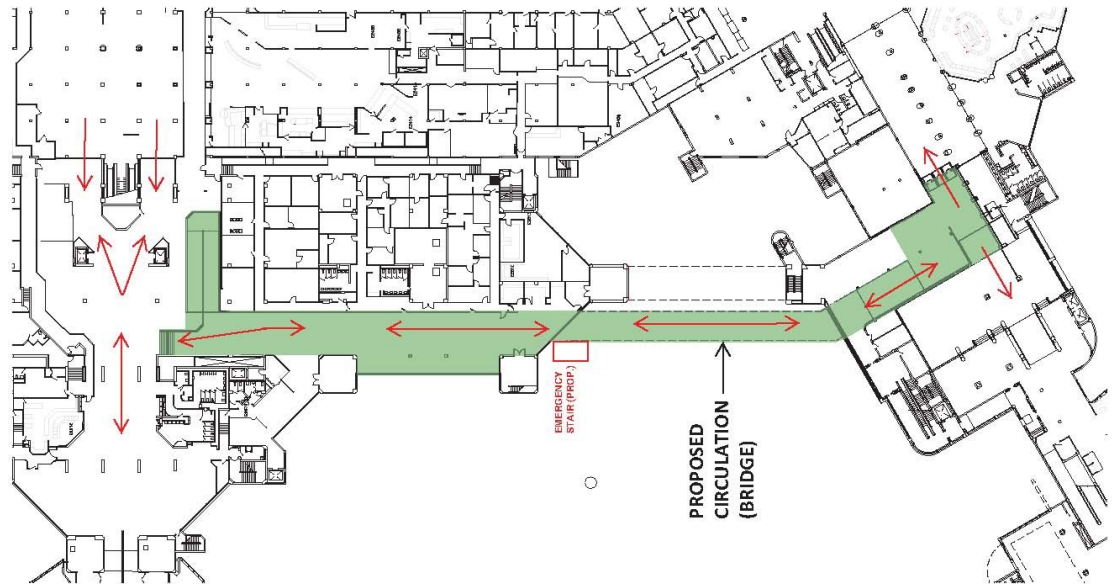 EMERGENCY
STAIR (PROP.)
PROPOSED
CIRCULATION
(BRIDGE)